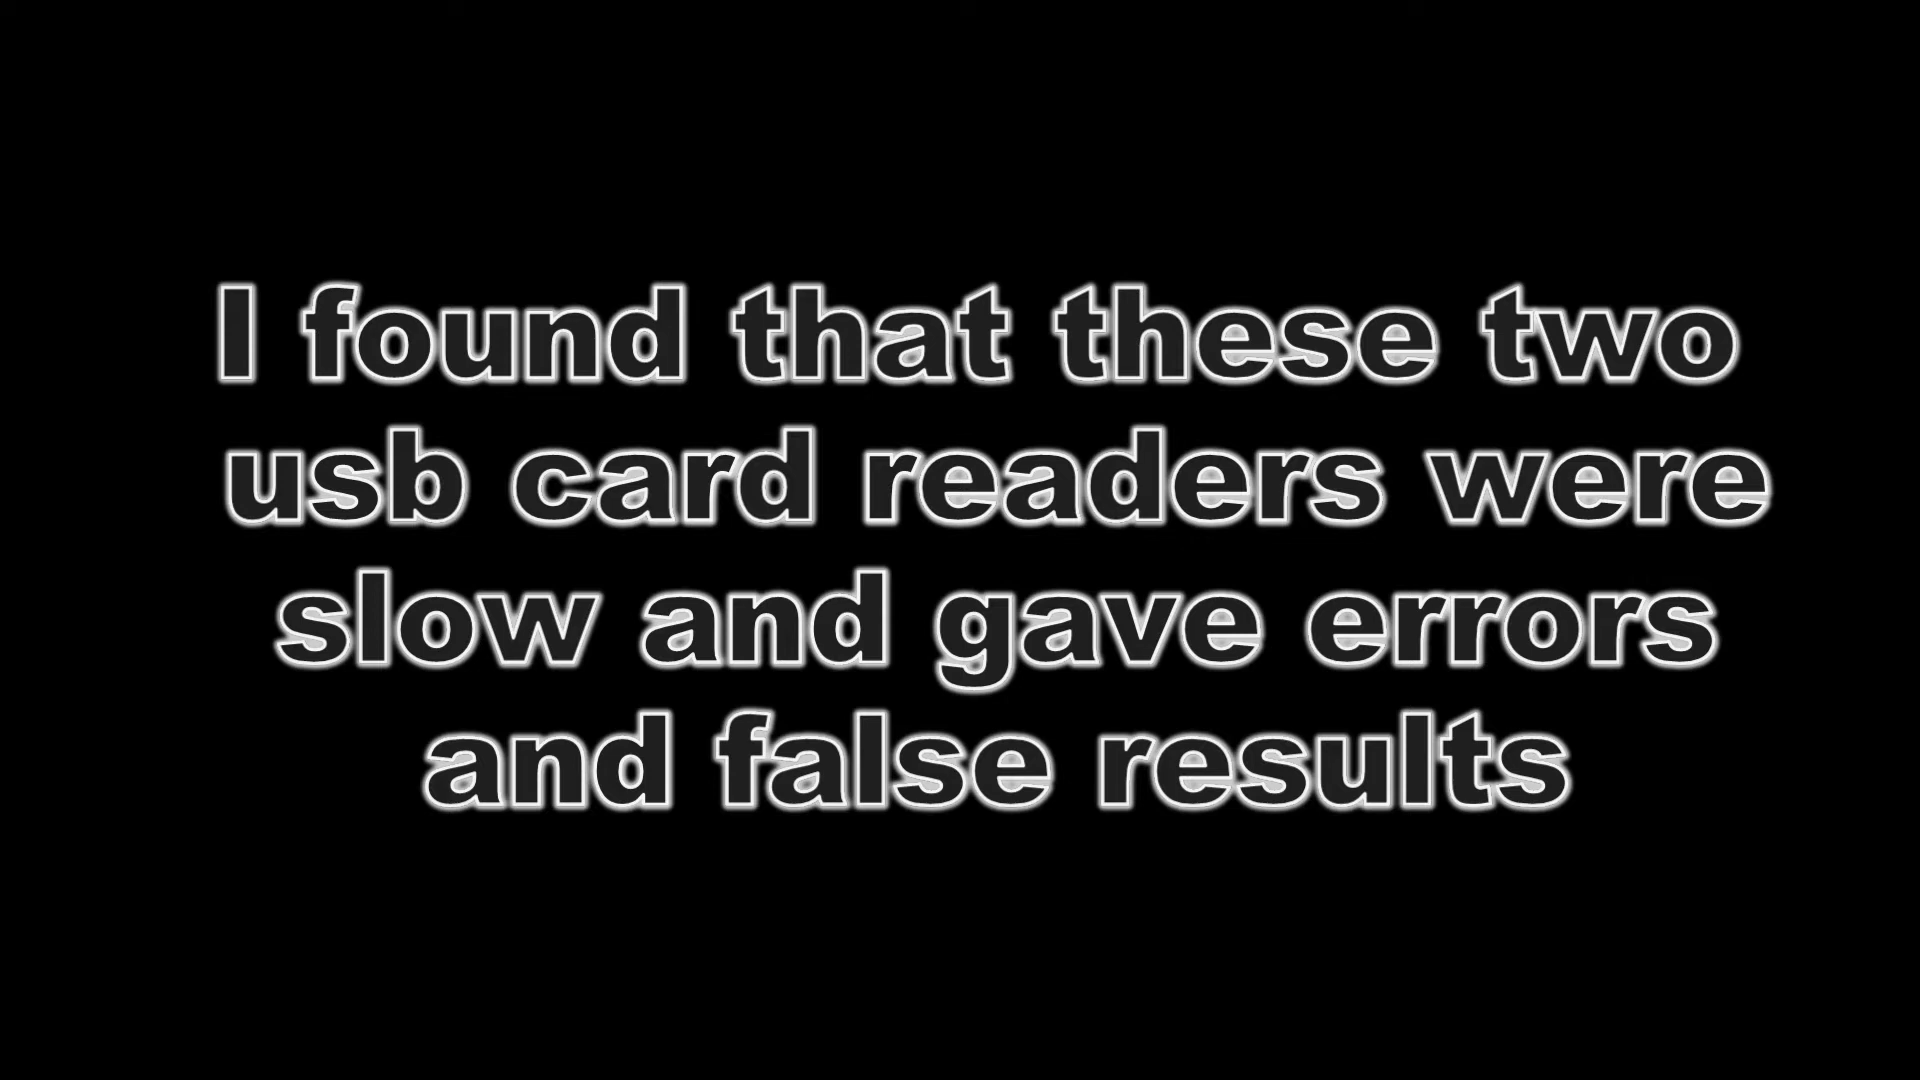 I found that these two
usb card readers were
slow and gave errors
and false results